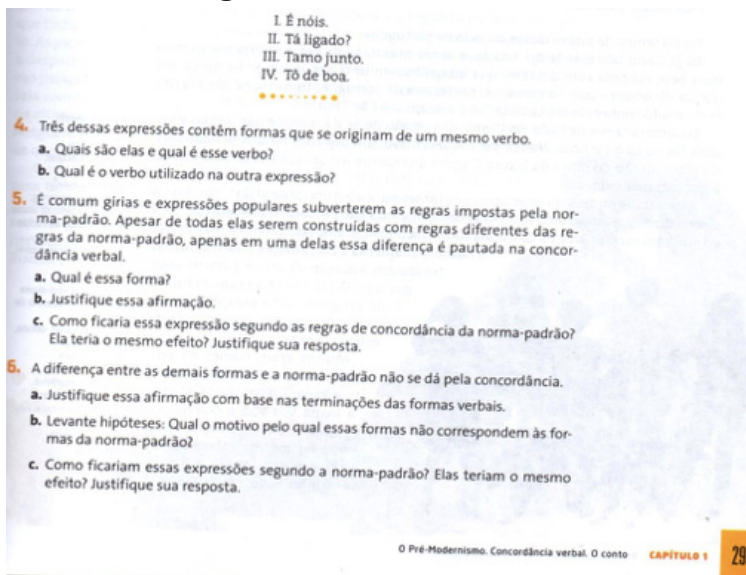 I. É nóis.
II. Tá ligado?
III. Tamo junto.
IV. Tô de boa.
4. Três dessas expressões contêm formas que se originam de um mesmo verbo.
a. Quais são elas e qual é esse verbo?
b. Qual é o verbo utilizado na outra expressão?
5. É comum gírias e expressões populares subverterem as regras impostas pela nor-
ma-padrão. Apesar de todas elas serem construídas com regras diferentes das re-
gras da norma-padrão, apenas em uma delas essa diferença é pautada na concor-
dância verbal.
a. Qual é essa forma?
b. Justifique essa afirmação.
c. Como ficaria essa expressão segundo as regras de concordância da norma-padrão?
Ela teria o mesmo efeito? Justifique sua resposta.
6. A diferença entre as demais formas e a norma-padrão não se dá pela concordância.
a. Justifique essa afirmação com base nas terminações das formas verbais.
b. Levante hipóteses: Qual o motivo pelo qual essas formas não correspondem às for-
mas da norma-padrão?
c. Como ficariam essas expressões segundo a norma-padrão? Elas teriam o mesmo
efeito? Justifique sua resposta.
O Pré-Modernismo. Concordância verbal. O conto CAPÍTULO 1 29